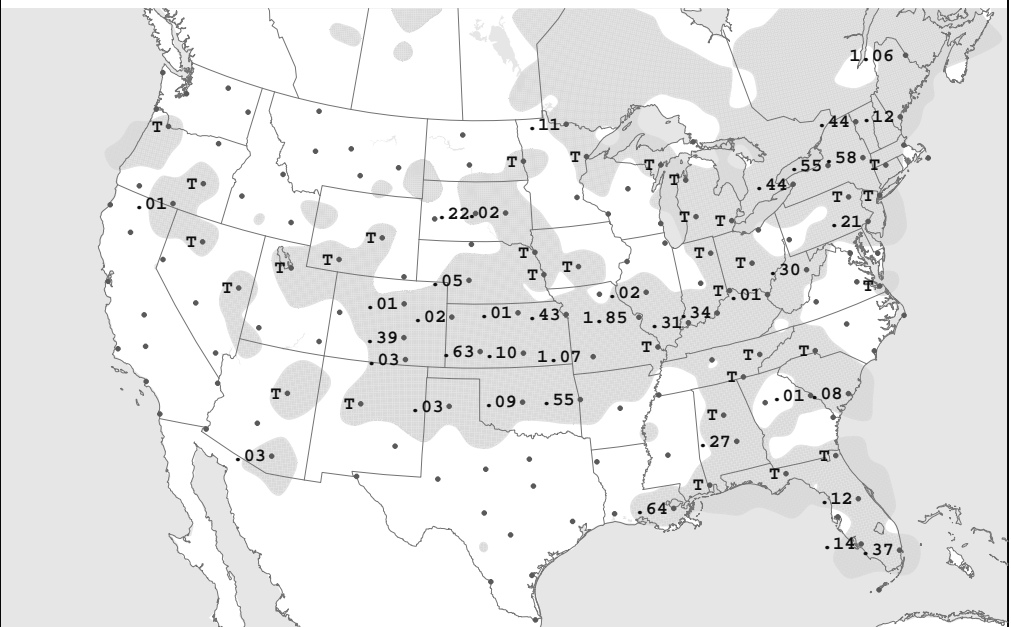 1.06
.11
.44 .12
T
T T T .55 .58 T
T T .44 T T
.01 .22 .02 T T .21
T T T T
T T T T T .30 T
T .05 .02 T .01
.01 .02 .01 .43 1.85 .31 .34
.39
.03 .63 .10 1.07 T T T
T
T T .03 .09 .55 .01 .08
T
.27
.03 T
T T
.64 .12
.14 .37